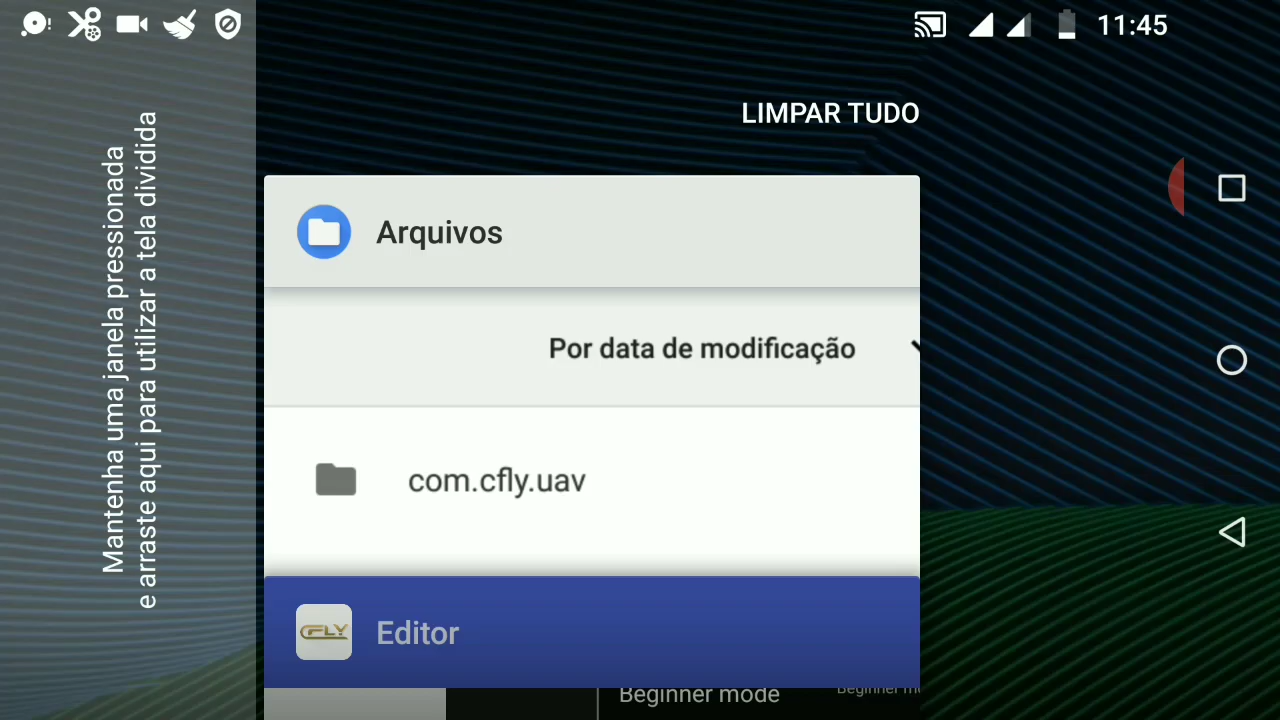 11:45
LIMPAR TUDO
Mantenha uma janela pressionada
e arraste aqui para utilizar a tela dividida
Arquivos
Por data de modificação
com.cfly.uav
CFLY
Editor
Beginner mode